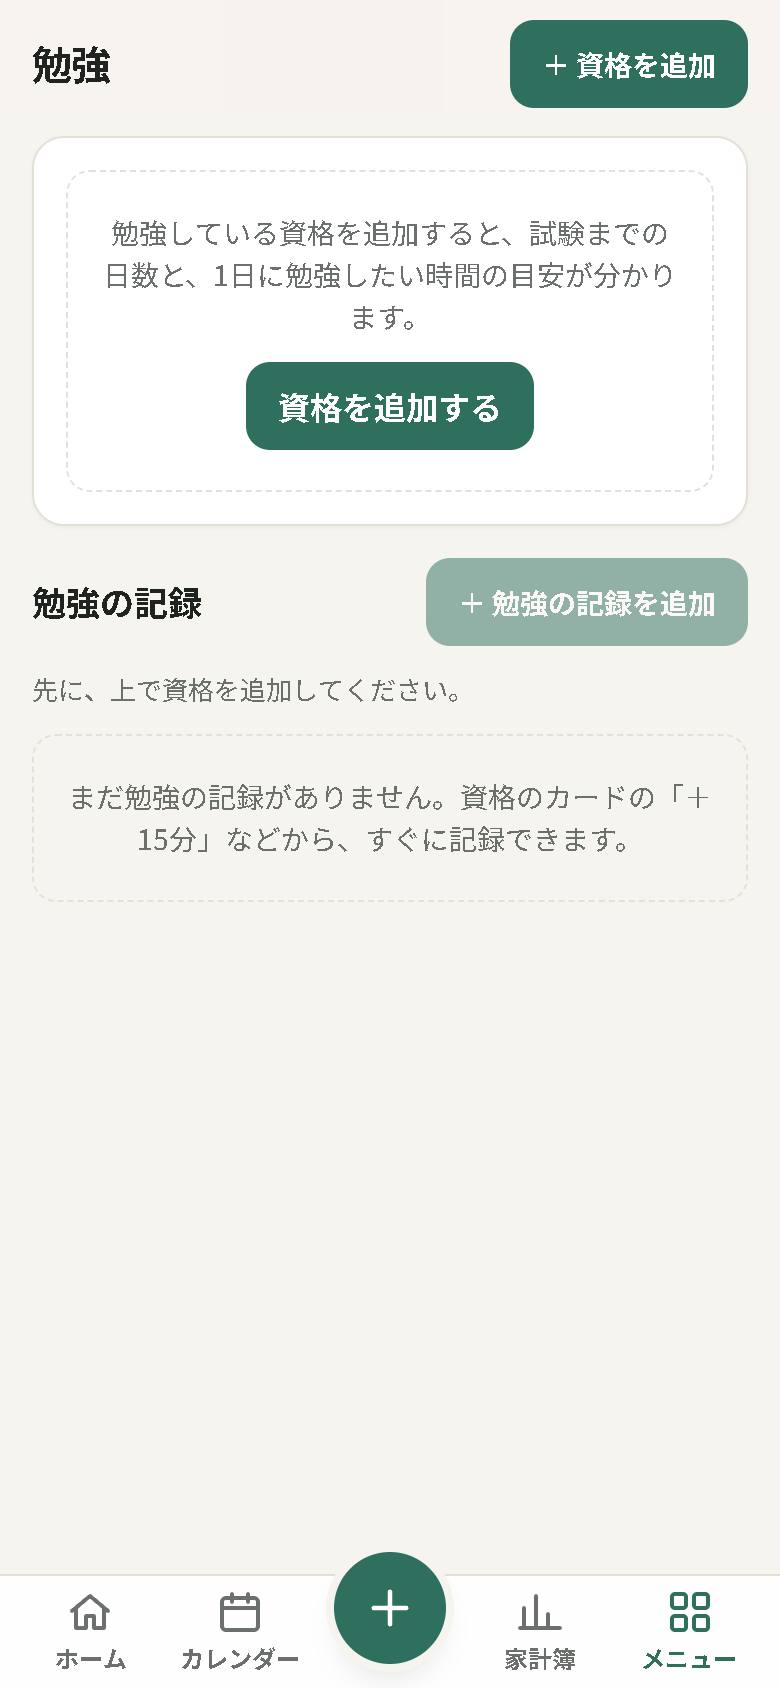 勉強
＋ 資格を追加
勉強している資格を追加すると、試験までの
日数と、1日に勉強したい時間の目安が分かり
ます。
資格を追加する
勉強の記録
＋ 勉強の記録を追加
先に、上で資格を追加してください。
まだ勉強の記録がありません。資格のカードの「＋
15分」などから、すぐに記録できます。
ホーム
カレンダー
家計簿
メニュー